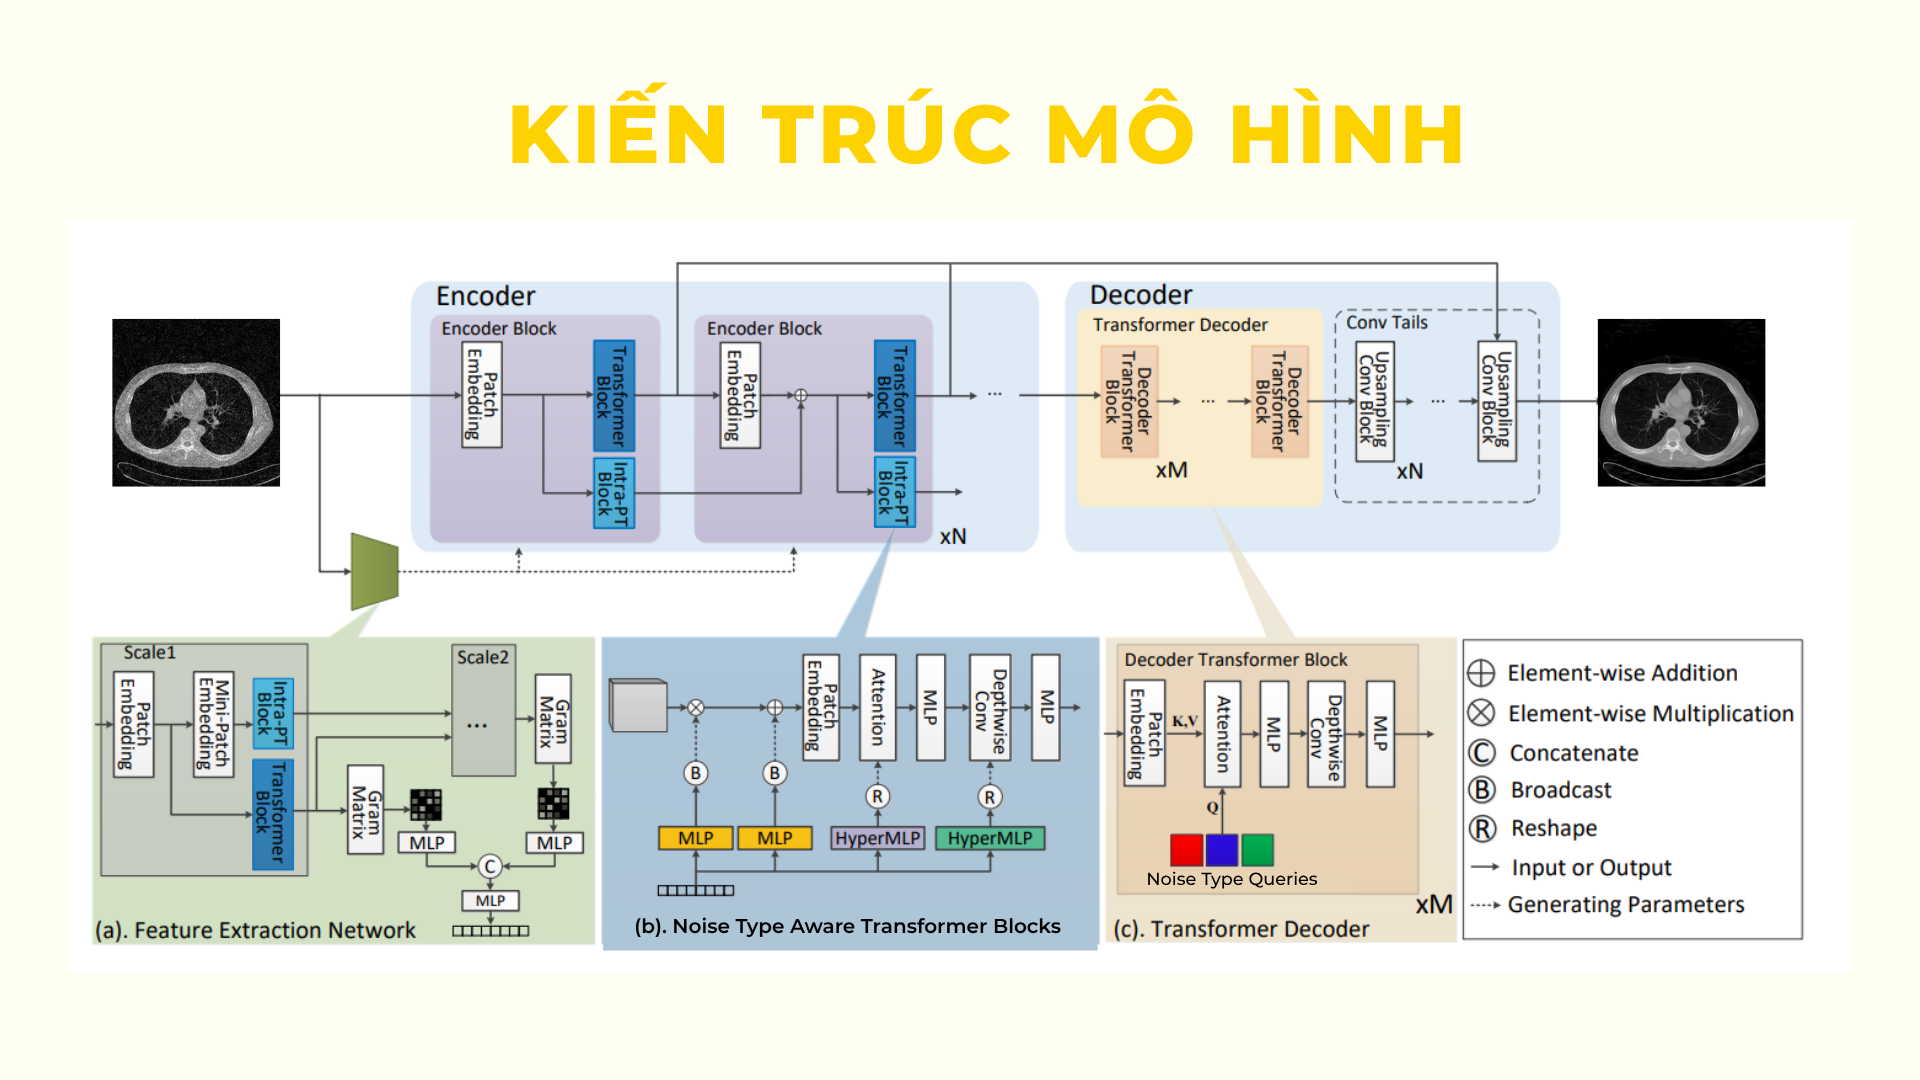 KIẾN TRÚC MÔ HÌNH
Encoder
Encoder Block
Patch
Embedding
Transformer
Block
Intra-PT
Block
Encoder Block
Patch
Embedding
Transformer
Block
Intra-PT
Block
xN
...
Decoder
Transformer Decoder
Decoder
Transformer
Block
xM
...
Decoder
Transformer
Block
Conv Tails
Upsampling
Conv Block
xN
...
Upsampling
Conv Block
Scale1
Patch
Embedding
Mini-Patch
Embedding
Intra-PT
Block
Transformer
Block
Gram
Matrix
MLP
Scale2
...
Gram
Matrix
MLP
C
MLP
(a). Feature Extraction Network
Patch
Embedding
Attention
MLP
Depthwise
Conv
MLP
B
B
R
R
MLP
MLP
HyperMLP
HyperMLP
(b). Noise Type Aware Transformer Blocks
Decoder Transformer Block
Patch
Embedding
K,V
Attention
MLP
Depthwise
Conv
MLP
Q
Noise Type Queries
xM
(c). Transformer Decoder
Element-wise Addition
Element-wise Multiplication
C Concatenate
B Broadcast
R Reshape
Input or Output
Generating Parameters